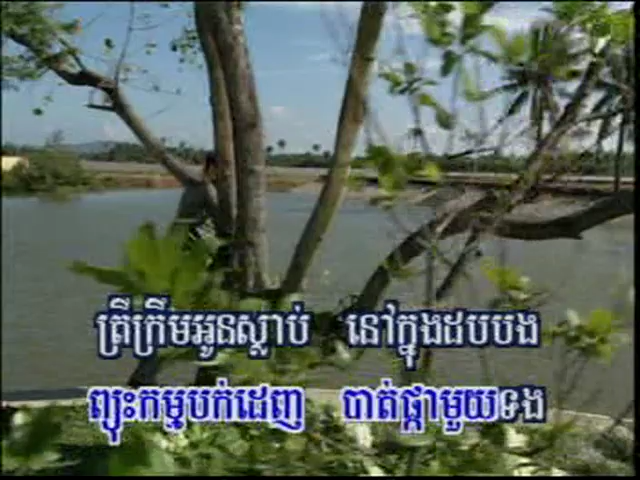 ត្រីក្រឹមអូនស្លាប់ នៅក្នុងដបបង
ព្យុះកម្មបក់ដេញ បាត់ផ្កាមួយទង